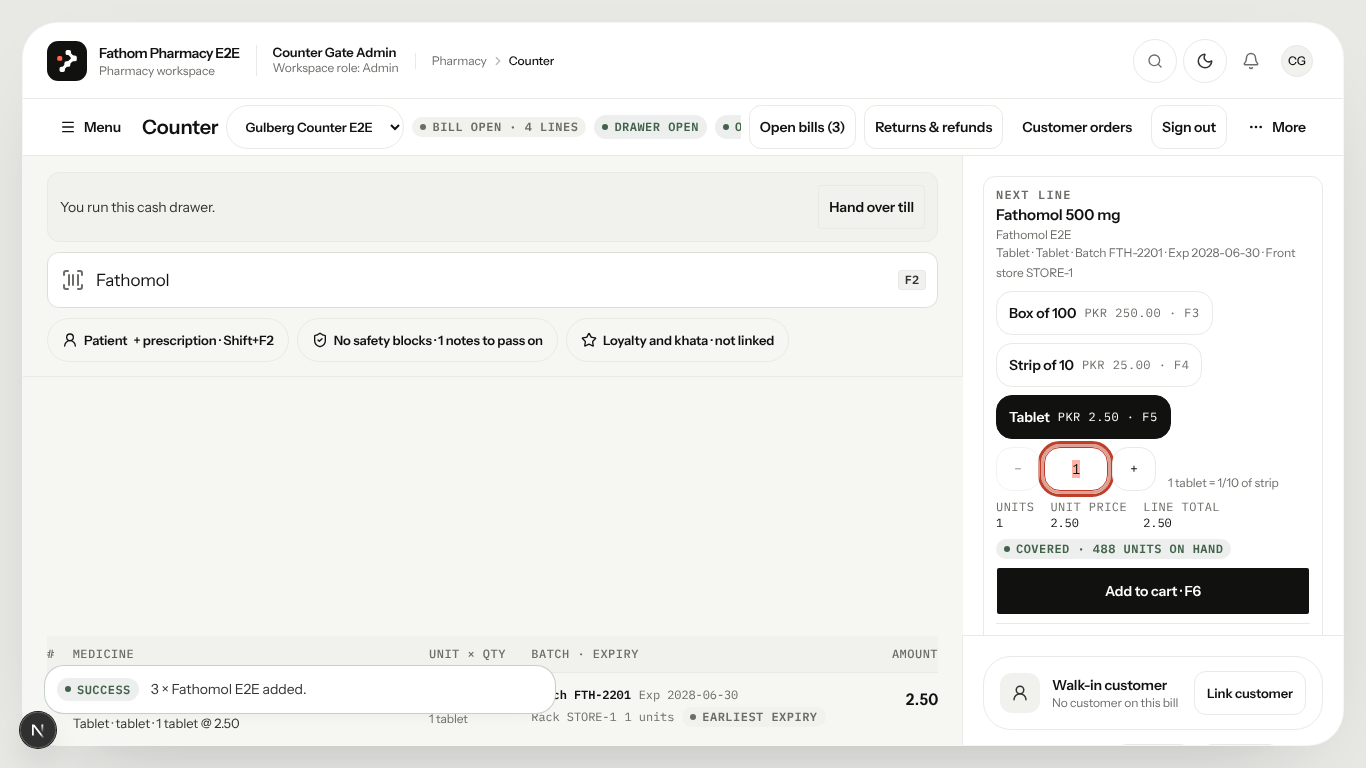 Fathom Pharmacy E2E
Pharmacy workspace
Counter Gate Admin
Workspace role: Admin
Pharmacy > Counter
CG
Menu
Counter
Gulberg Counter E2E
BILL OPEN · 4 LINES
DRAWER OPEN
Open bills (3)
Returns & refunds
Customer orders
Sign out
More
You run this cash drawer.
Hand over till
Fathomol
F2
Patient + prescription · Shift+F2
No safety blocks · 1 notes to pass on
Loyalty and khata · not linked
NEXT LINE
Fathomol 500 mg
Fathomol E2E
Tablet · Tablet · Batch FTH-2201 · Exp 2028-06-30 · Front
store STORE-1
Box of 100 PKR 250.00 · F3
Strip of 10 PKR 25.00 · F4
Tablet PKR 2.50 · F5
− 1 +
1 tablet = 1/10 of strip
UNITS UNIT PRICE LINE TOTAL
1 2.50 2.50
COVERED · 488 UNITS ON HAND
Add to cart · F6
# MEDICINE UNIT × QTY BATCH · EXPIRY AMOUNT
SUCCESS 3 × Fathomol E2E added.
FTH-2201 Exp 2028-06-30
2.50
Rack STORE-1 1 units EARLIEST EXPIRY
Tablet · tablet · 1 tablet @ 2.50
1 tablet
Walk-in customer
No customer on this bill
Link customer
N